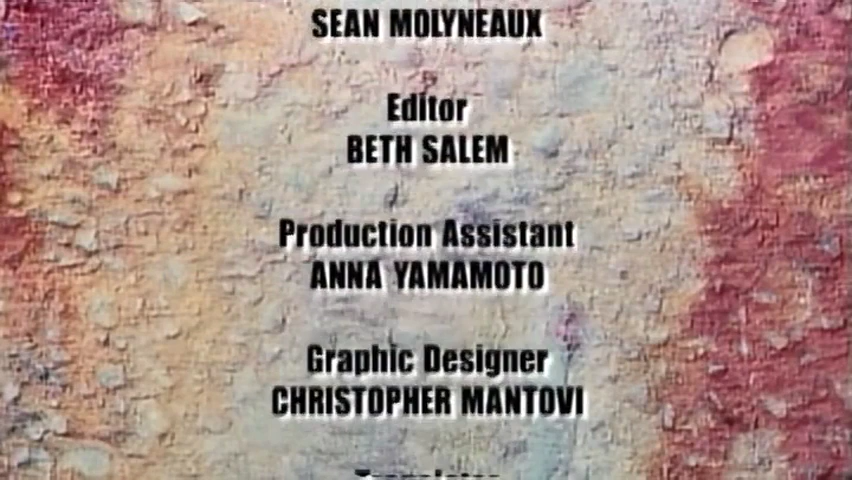 SEAN MOLYNEAUX
Editor
BETH SALEM
Production Assistant
ANNA YAMAMOTO
Graphic Designer
CHRISTOPHER MANTOVI